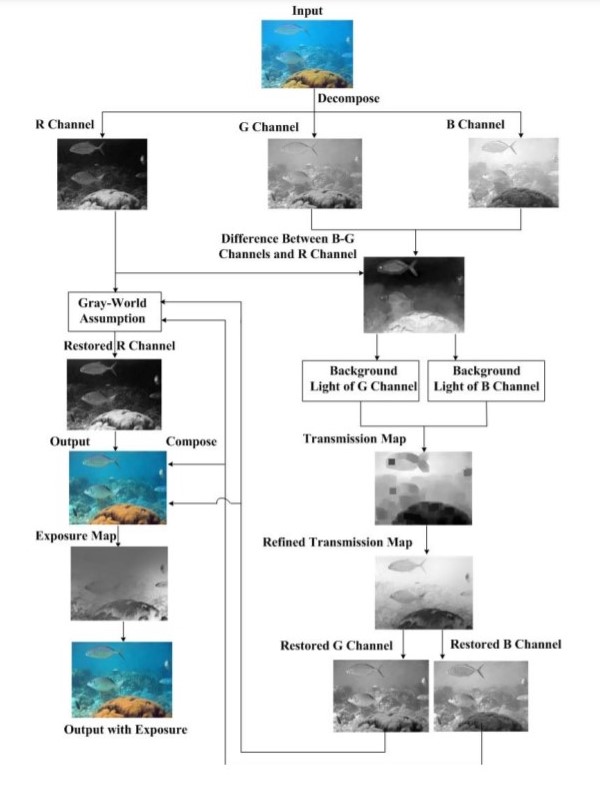 Input
Decompose
R Channel
G Channel
B Channel
Difference Between B-G
Channels and R Channel
Gray-World
Assumption
Restored R Channel
Background
Light of G Channel
Background
Light of B Channel
Output
Compose
Transmission Map
Exposure Map
Refined Transmission Map
Restored G Channel
Restored B Channel
Output with Exposure